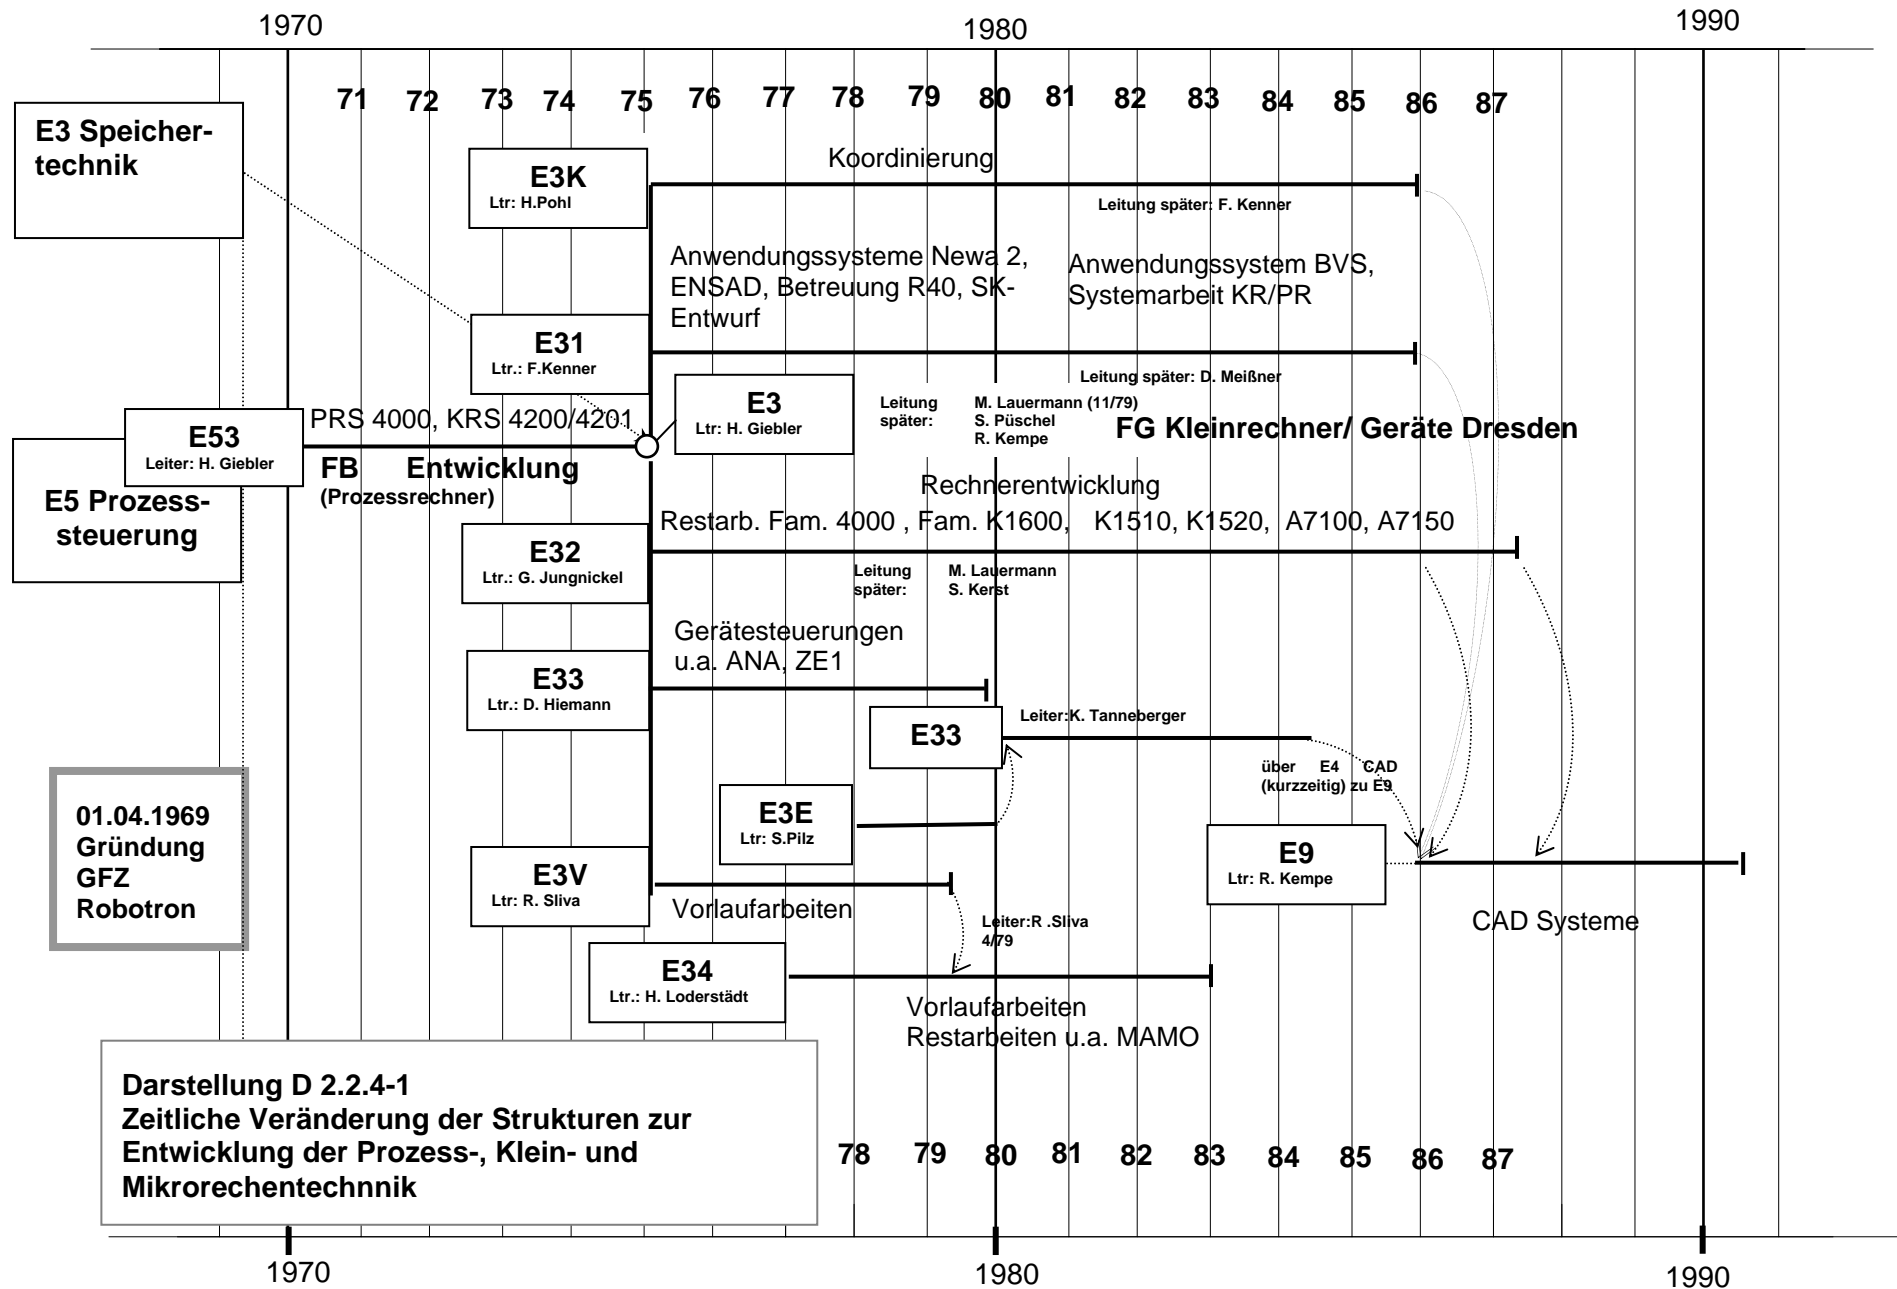 1970
1980
1990
71 72 73 74 75 76 77 78 79 80 81 82 83 84 85 86 87
E3 Speicher-
technik
E3K
Ltr: H.Pohl
Koordinierung
Leitung später: F. Kenner
Anwendungssysteme Newa 2,
ENSAD, Betreuung R40, SK-
Entwurf
Anwendungssystem BVS,
Systemarbeit KR/PR
E31
Ltr.: F.Kenner
Leitung später: D. Meißner
E3
Ltr: H. Giebler
Leitung M. Lauermann (11/79)
später: S. Püschel
R. Kempe
FG Kleinrechner/ Geräte Dresden
E53
Leiter: H. Giebler
PRS 4000, KRS 4200/4201
FB Entwicklung
(Prozessrechner)
E5 Prozess-
steuerung
Rechnerentwicklung
Restarb. Fam. 4000 , Fam. K1600, K1510, K1520, A7100, A7150
E32
Ltr.: G. Jungnickel
Leitung M. Lauermann
später: S. Kerst
Gerätesteuerungen
u.a. ANA, ZE1
E33
Ltr.: D. Hiemann
E33
Leiter:K. Tanneberger
über E4 CAD
(kurzzeitig) zu E9
E3E
Ltr: S.Pilz
01.04.1969
Gründung
GFZ
Robotron
E9
Ltr: R. Kempe
E3V
Ltr: R. Sliva
Vorlaufarbeiten
Leiter:R .Sliva
4/79
CAD Systeme
E34
Ltr.: H. Loderstädt
Vorlaufarbeiten
Restarbeiten u.a. MAMO
Darstellung D 2.2.4-1
Zeitliche Veränderung der Strukturen zur
Entwicklung der Prozess-, Klein- und
Mikrorechentechnnik
78 79 80 81 82 83 84 85 86 87
1970
1980
1990